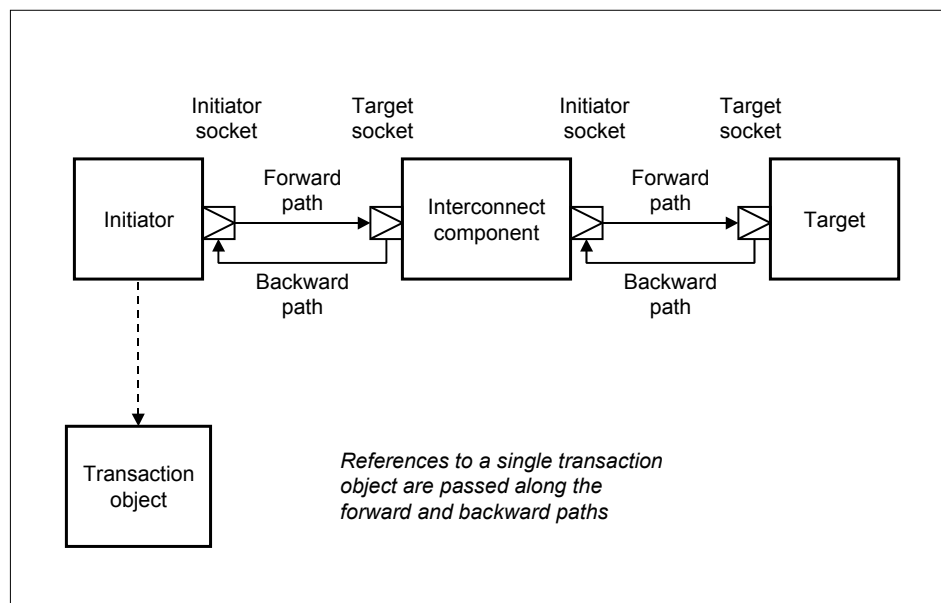 Initiator
socket
Target
socket
Initiator
socket
Target
socket
Initiator
Forward
path
Backward
path
Interconnect
component
Forward
path
Backward
path
Target
Transaction
object
References to a single transaction
object are passed along the
forward and backward paths